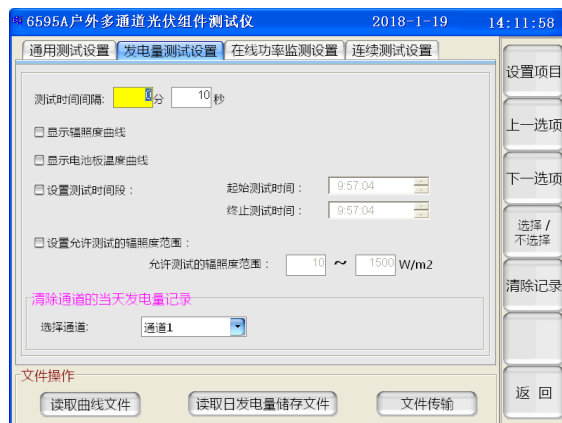 6595A户外多通道光伏组件测试仪 2018-1-19 14:11:58
通用测试设置 发电量测试设置 在线功率监测设置 连续测试设置
测试时间间隔: 0 分 10 秒
显示辐照度曲线
显示电池板温度曲线
设置测试时间段: 起始测试时间: 9:57:04
终止测试时间: 9:57:04
设置允许测试的辐照度范围:
允许测试的辐照度范围: 10 ~ 1500 W/m2
清除通道的当天发电量记录
选择通道: 通道1
文件操作
读取曲线文件 读取日发电量储存文件 文件传输
设置项目
上一选项
下一选项
选择 /
不选择
清除记录
返 回